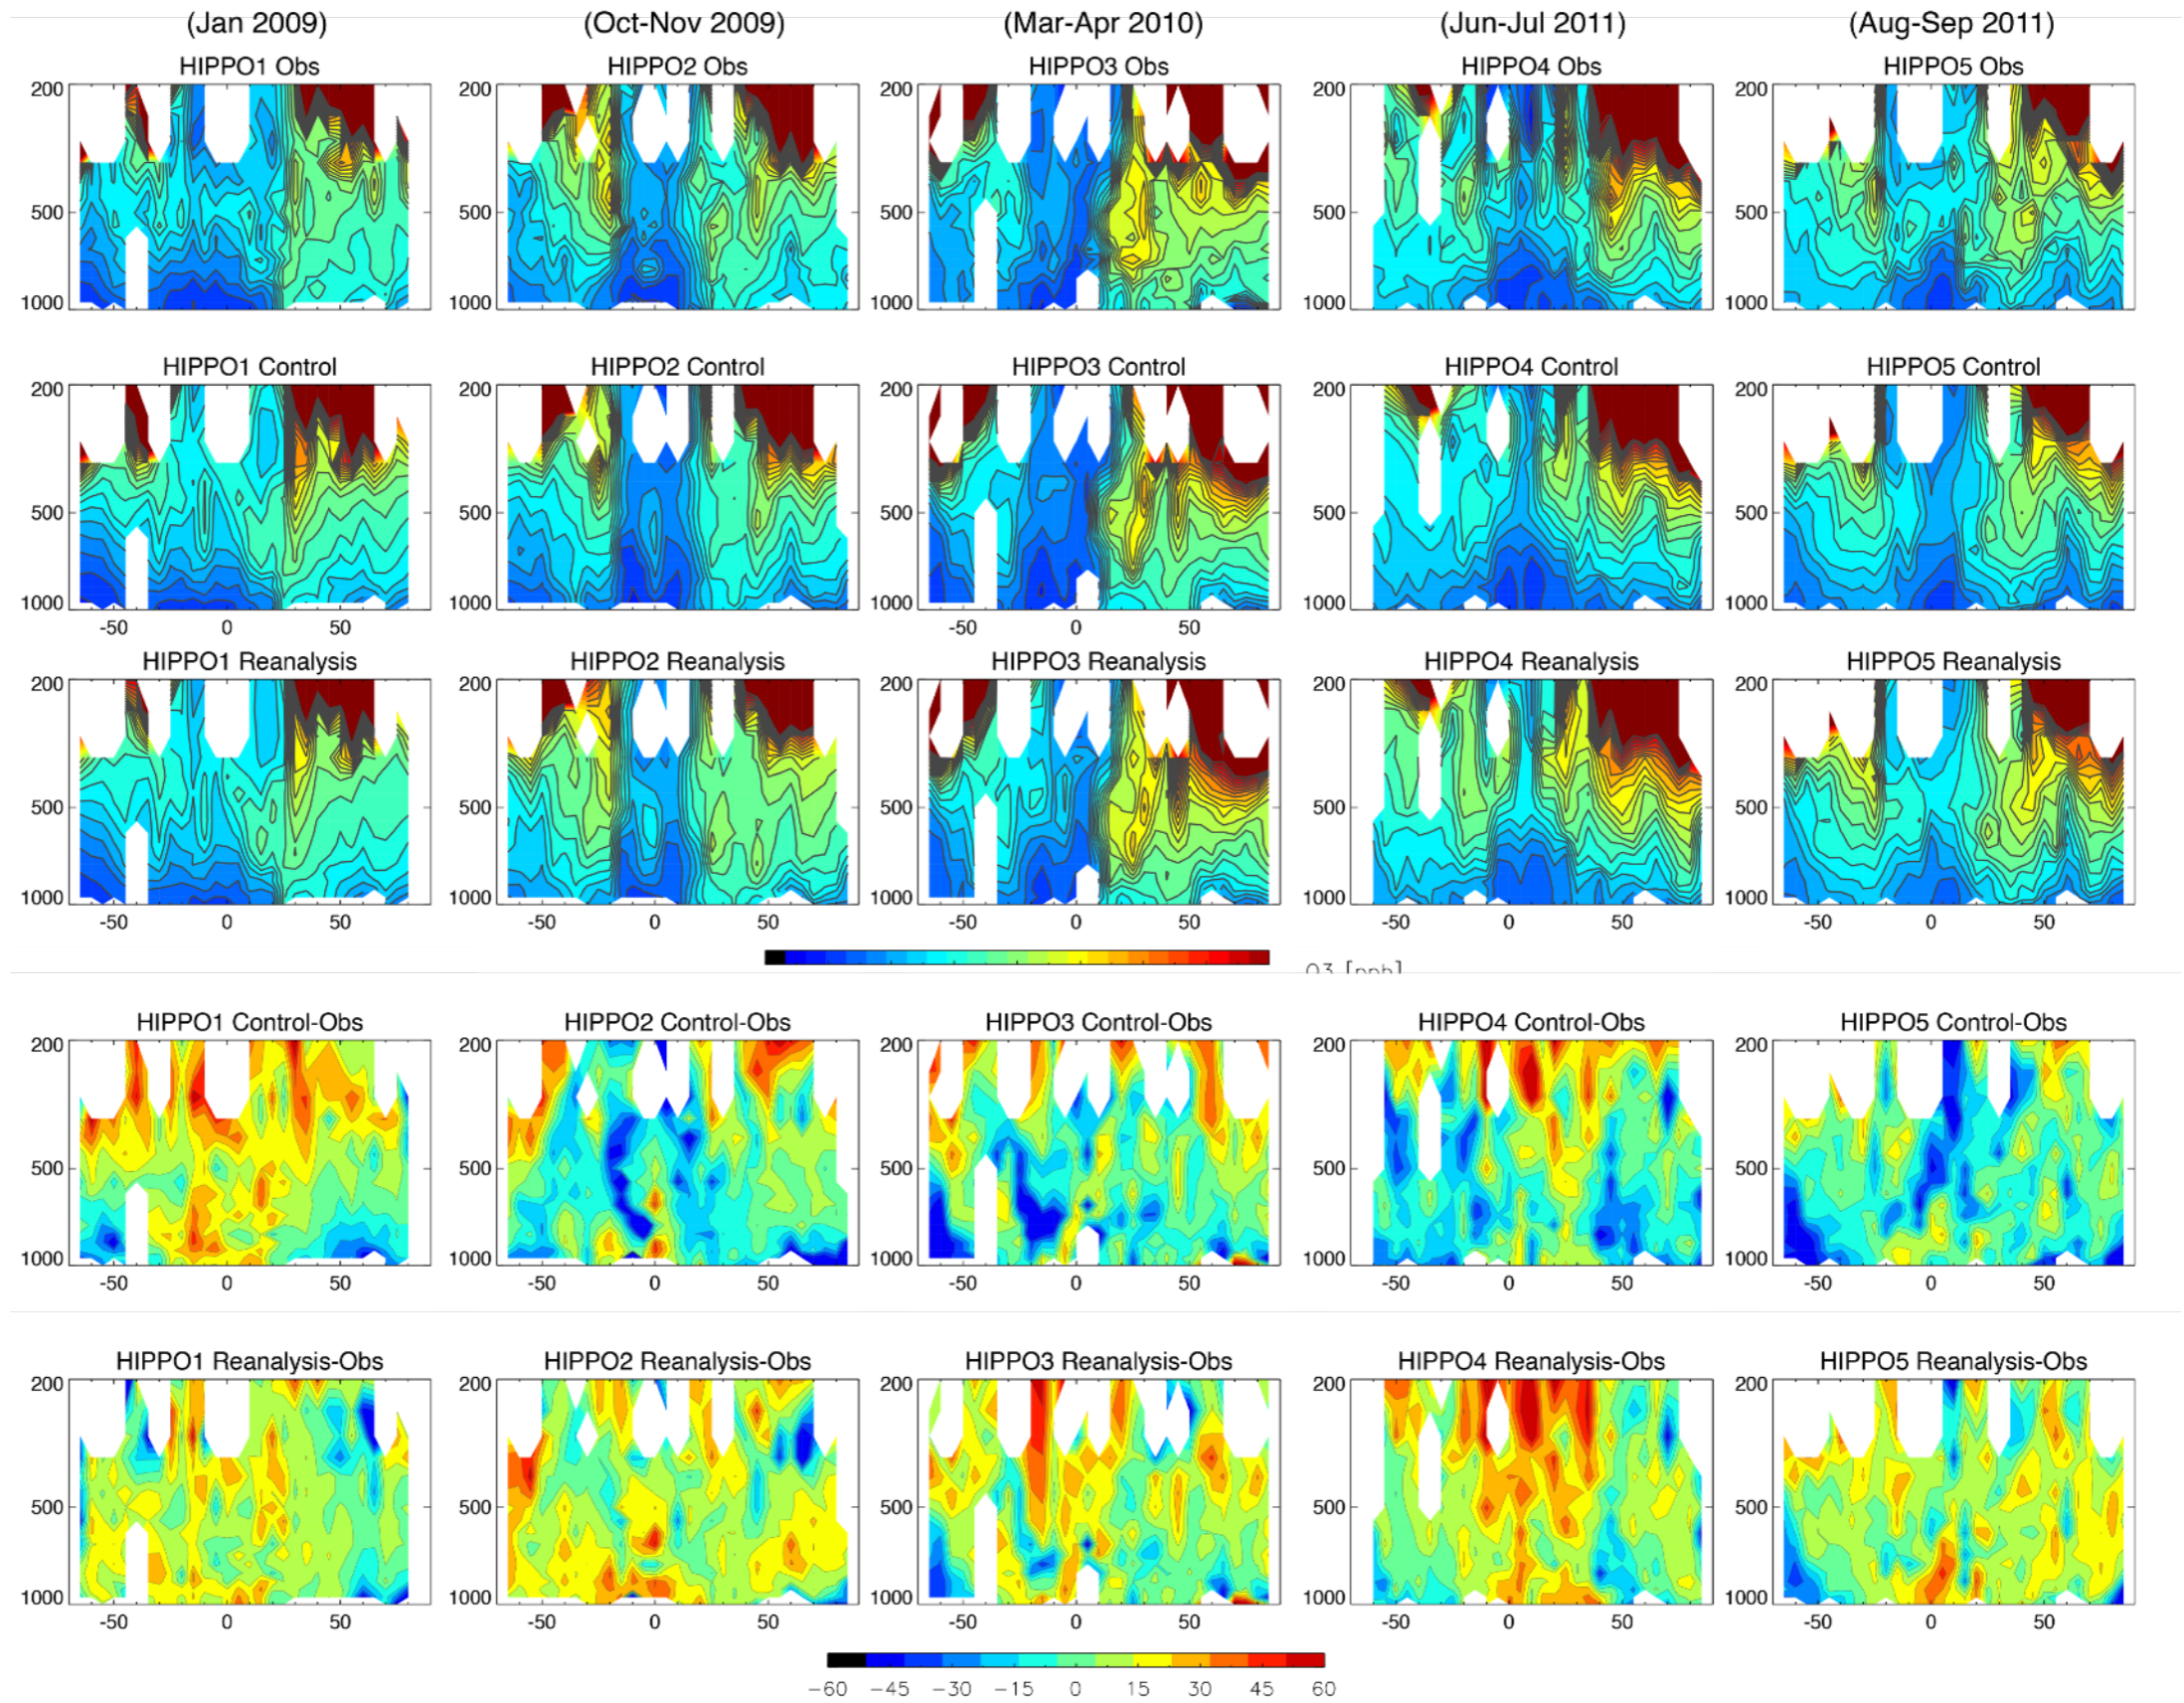 (Jan 2009) (Oct-Nov 2009) (Mar-Apr 2010) (Jun-Jul 2011) (Aug-Sep 2011)
HIPPO1 Obs HIPPO2 Obs HIPPO3 Obs HIPPO4 Obs HIPPO5 Obs
200 200 200 200 200
500 500 500 500 500
1000 1000 1000 1000 1000
HIPPO1 Control HIPPO2 Control HIPPO3 Control HIPPO4 Control HIPPO5 Control
200 200 200 200 200
500 500 500 500 500
1000 1000 1000 1000 1000
-50 0 50 -50 0 50 -50 0 50 -50 0 50 -50 0 50
HIPPO1 Reanalysis HIPPO2 Reanalysis HIPPO3 Reanalysis HIPPO4 Reanalysis HIPPO5 Reanalysis
200 200 200 200 200
500 500 500 500 500
1000 1000 1000 1000 1000
-50 0 50 -50 0 50 -50 0 50 -50 0 50 -50 0 50
O3 [ppb]
HIPPO1 Control-Obs HIPPO2 Control-Obs HIPPO3 Control-Obs HIPPO4 Control-Obs HIPPO5 Control-Obs
200 200 200 200 200
500 500 500 500 500
1000 1000 1000 1000 1000
-50 0 50 -50 0 50 -50 0 50 -50 0 50 -50 0 50
HIPPO1 Reanalysis-Obs HIPPO2 Reanalysis-Obs HIPPO3 Reanalysis-Obs HIPPO4 Reanalysis-Obs HIPPO5 Reanalysis-Obs
200 200 200 200 200
500 500 500 500 500
1000 1000 1000 1000 1000
-50 0 50 -50 0 50 -50 0 50 -50 0 50 -50 0 50
-60 -45 -30 -15 0 15 30 45 60